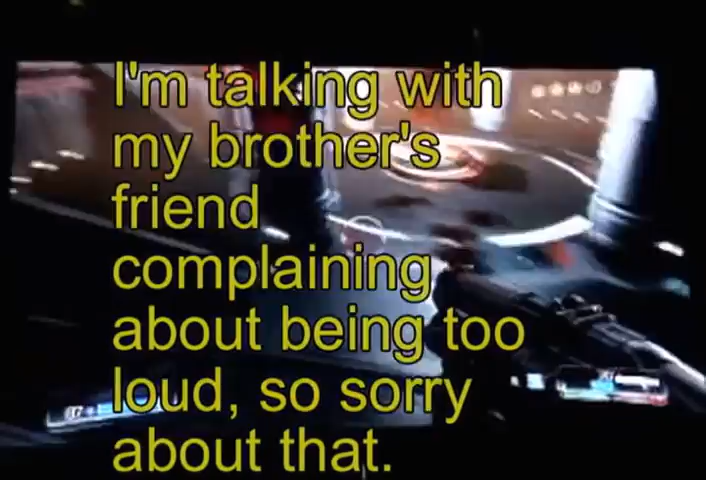 I'm talking with
my brother's
friend
complaining
about being too
loud, so sorry
about that.